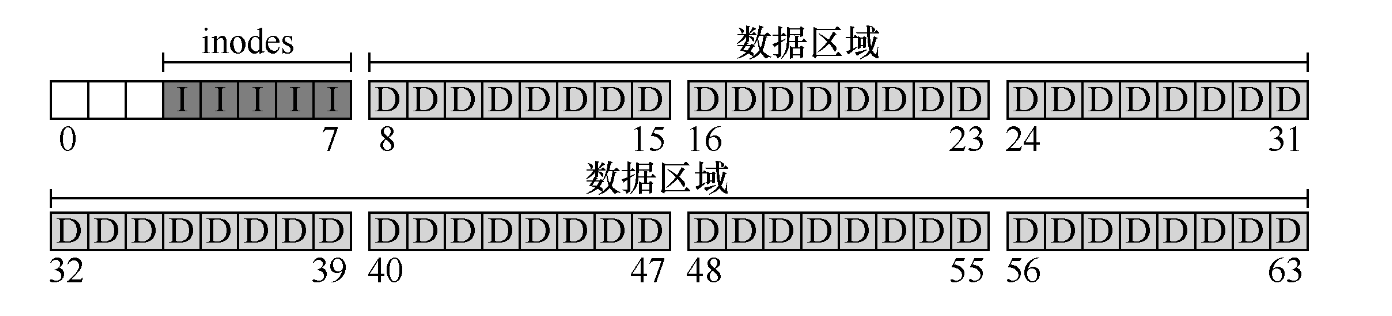 inodes 数据区域
I I I I I D D D D D D D D D D D D D D D D D D D D D D D D
0 7 8 15 16 23 24 31
数据区域
D D D D D D D D D D D D D D D D D D D D D D D D D D D D D D D D
32 39 40 47 48 55 56 63